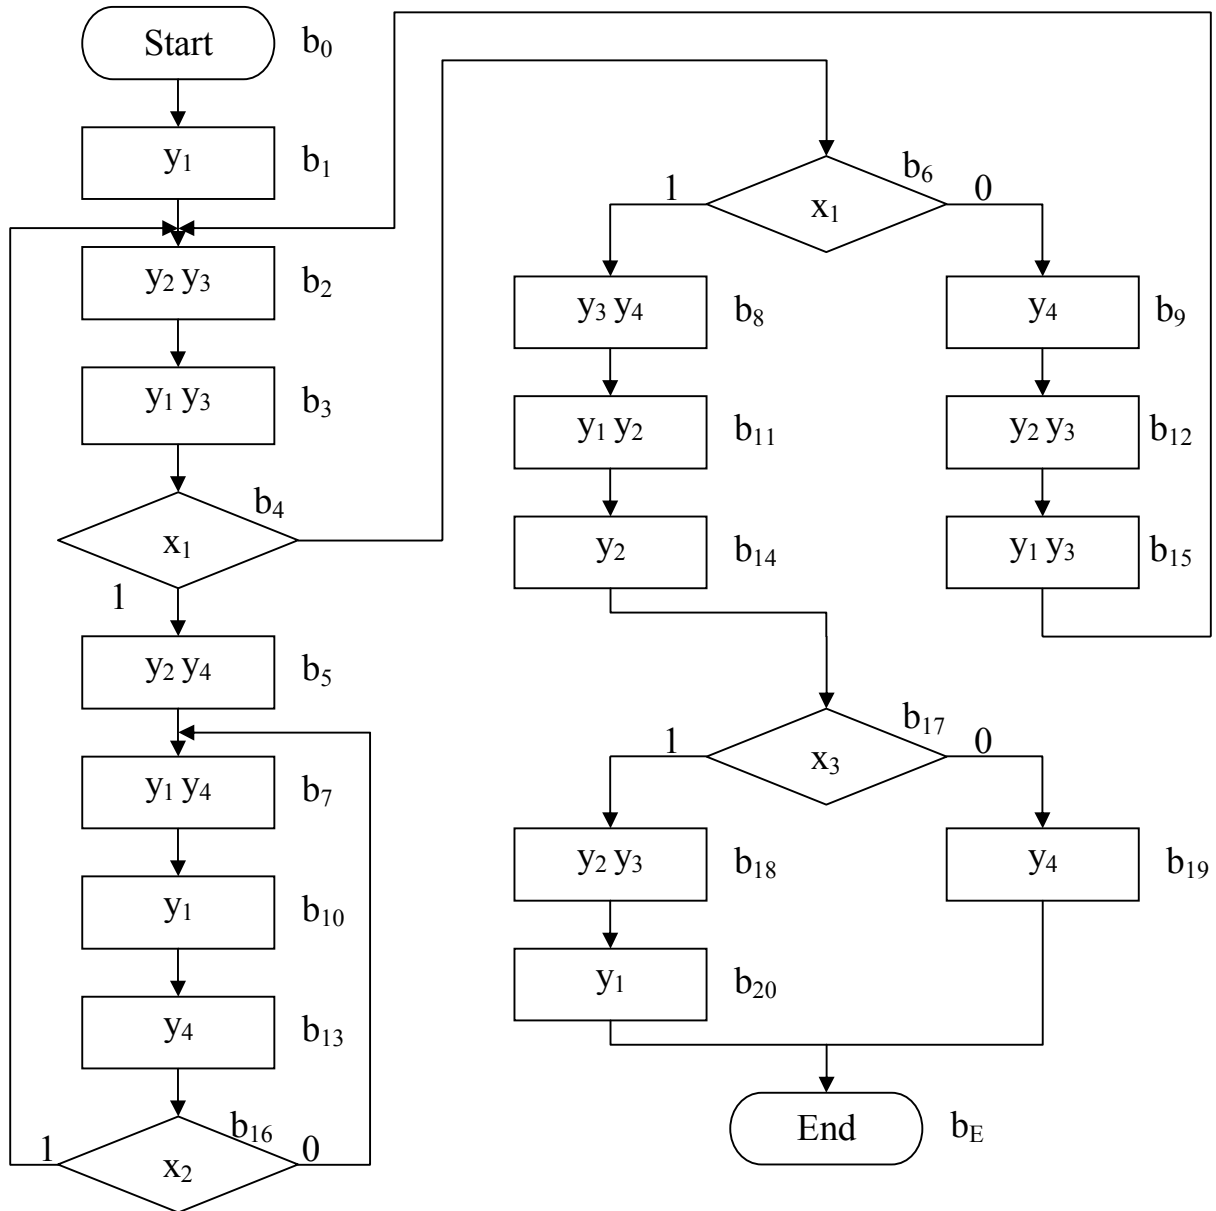 Start b₀
y₁ b₁
y₂ y₃ b₂
y₁ y₃ b₃
b₄
x₁
1
y₂ y₄ b₅
y₁ y₄ b₇
y₁ b₁₀
y₄ b₁₃
b₁₆
1 0
x₂
b₆
1 0
x₁
y₃ y₄ b₈
y₄ b₉
y₁ y₂ b₁₁
y₂ y₃ b₁₂
y₂ b₁₄
y₁ y₃ b₁₅
b₁₇
1 0
x₃
y₂ y₃ b₁₈
y₄ b₁₉
y₁ b₂₀
End b_E